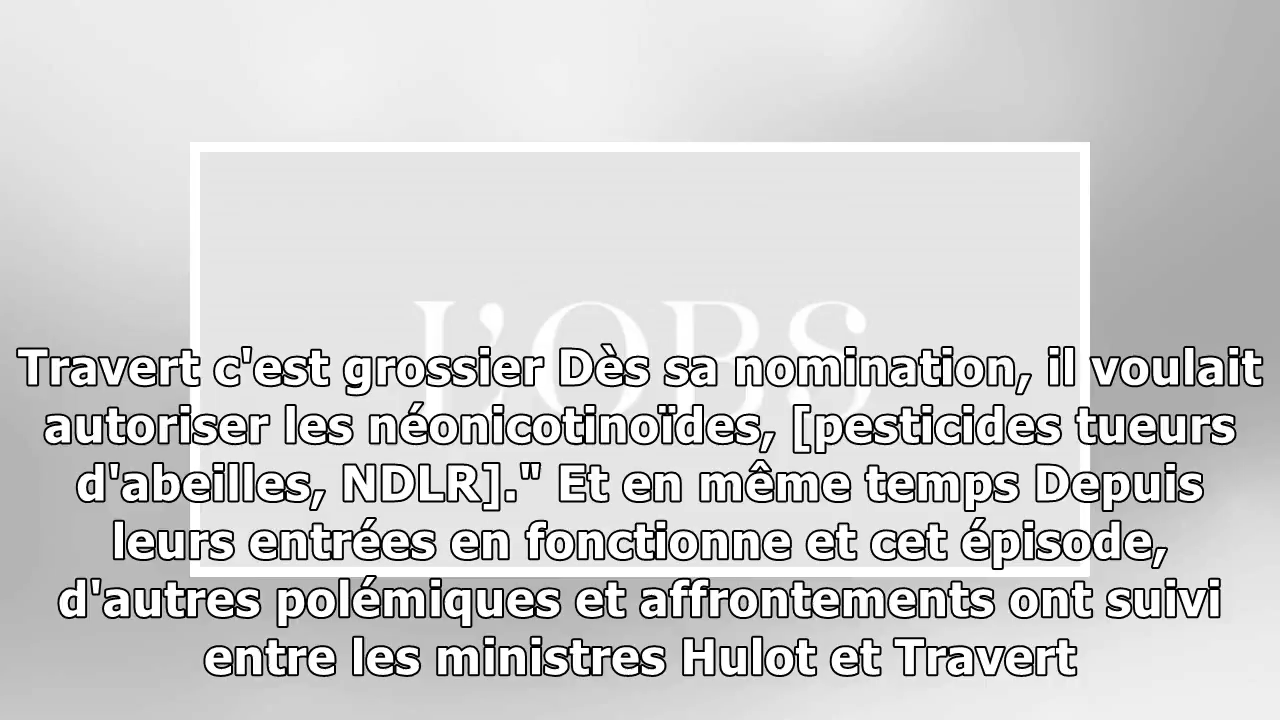 L'OBS
Travert c'est grossier Dès sa nomination, il voulait
autoriser les néonicotinoïdes, [pesticides tueurs
d'abeilles, NDLR]." Et en même temps Depuis
leurs entrées en fonctionne et cet épisode,
d'autres polémiques et affrontements ont suivi
entre les ministres Hulot et Travert